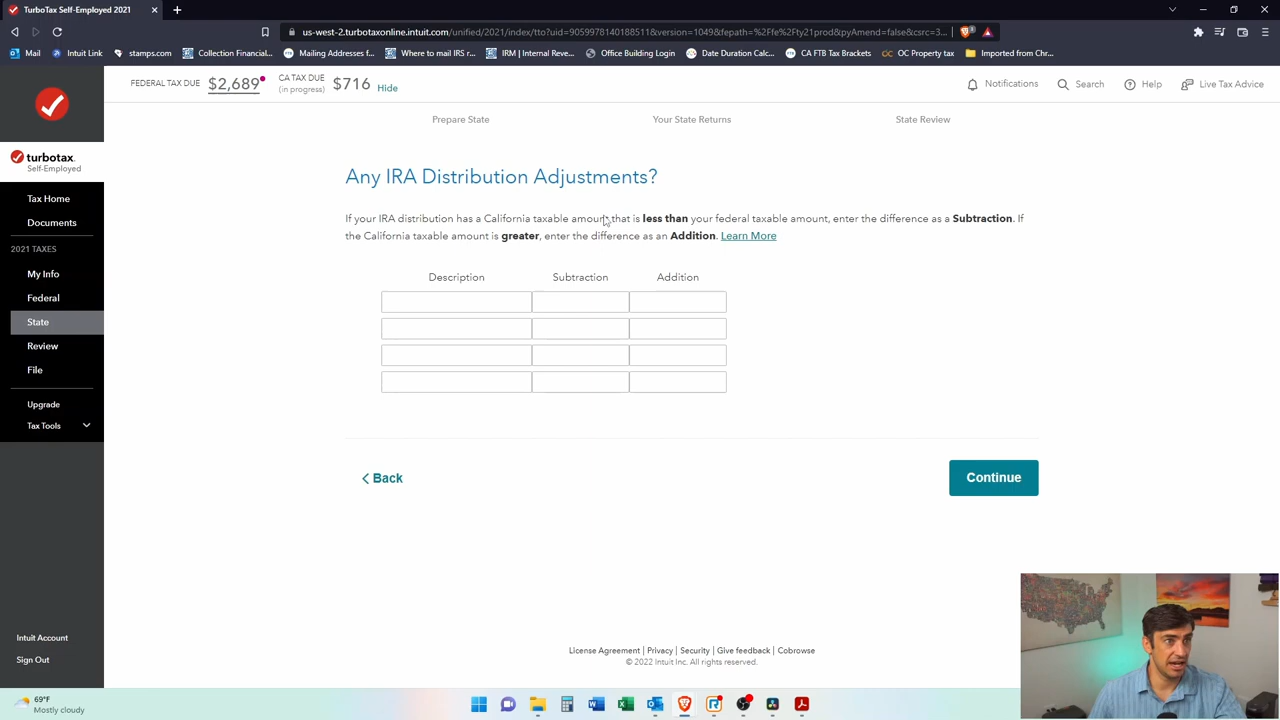 TurboTax Self-Employed 2021
us-west-2.turbotaxonline.intuit.com/unified/2021/index/tto?uid=9059978140188511&version=1049&fepath=%2Ffe%2Fty21prod&pyAmend=false&csrc=3...
Mail
Intuit Link
stamps.com
Collection Financial...
Mailing Addresses f...
Where to mail IRS r...
IRM | Internal Reve...
Office Building Login
Date Duration Calc...
CA FTB Tax Brackets
OC Property tax
Imported from Chr...
FEDERAL TAX DUE $2,689
CA TAX DUE (in progress) $716 Hide
Notifications
Search
Help
Live Tax Advice
turbotax
Self-Employed
Tax Home
Documents
2021 TAXES
My Info
Federal
State
Review
File
Upgrade
Tax Tools
Intuit Account
Sign Out
Prepare State
Your State Returns
State Review
Any IRA Distribution Adjustments?
If your IRA distribution has a California taxable amount that is less than your federal taxable amount, enter the difference as a Subtraction. If
the California taxable amount is greater, enter the difference as an Addition. Learn More
Description
Subtraction
Addition
Back
Continue
License Agreement | Privacy | Security | Give feedback | Cobrowse
© 2022 Intuit Inc. All rights reserved.
69°F
Mostly cloudy